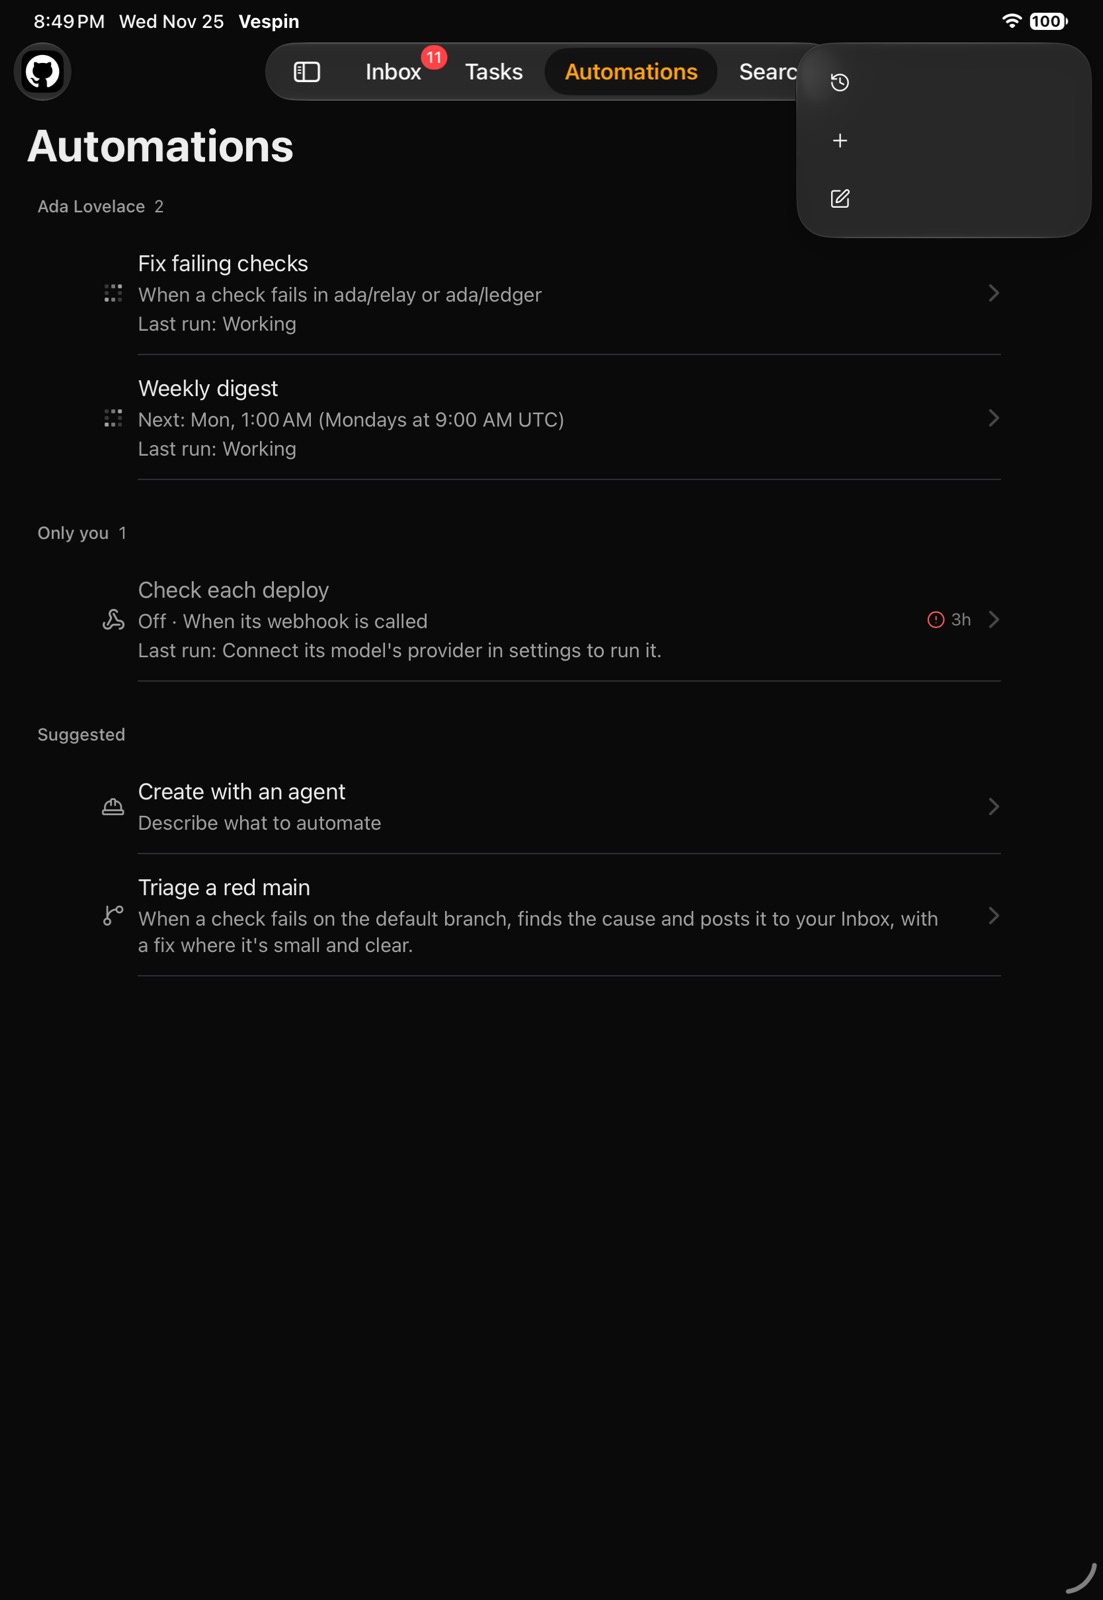 8:49 PM Wed Nov 25 Vespin
100
Inbox 11 Tasks Automations Searc
Automations
Ada Lovelace 2
Fix failing checks
When a check fails in ada/relay or ada/ledger
Last run: Working
Weekly digest
Next: Mon, 1:00 AM (Mondays at 9:00 AM UTC)
Last run: Working
Only you 1
Check each deploy
Off · When its webhook is called
3h
Last run: Connect its model's provider in settings to run it.
Suggested
Create with an agent
Describe what to automate
Triage a red main
When a check fails on the default branch, finds the cause and posts it to your Inbox, with
a fix where it's small and clear.